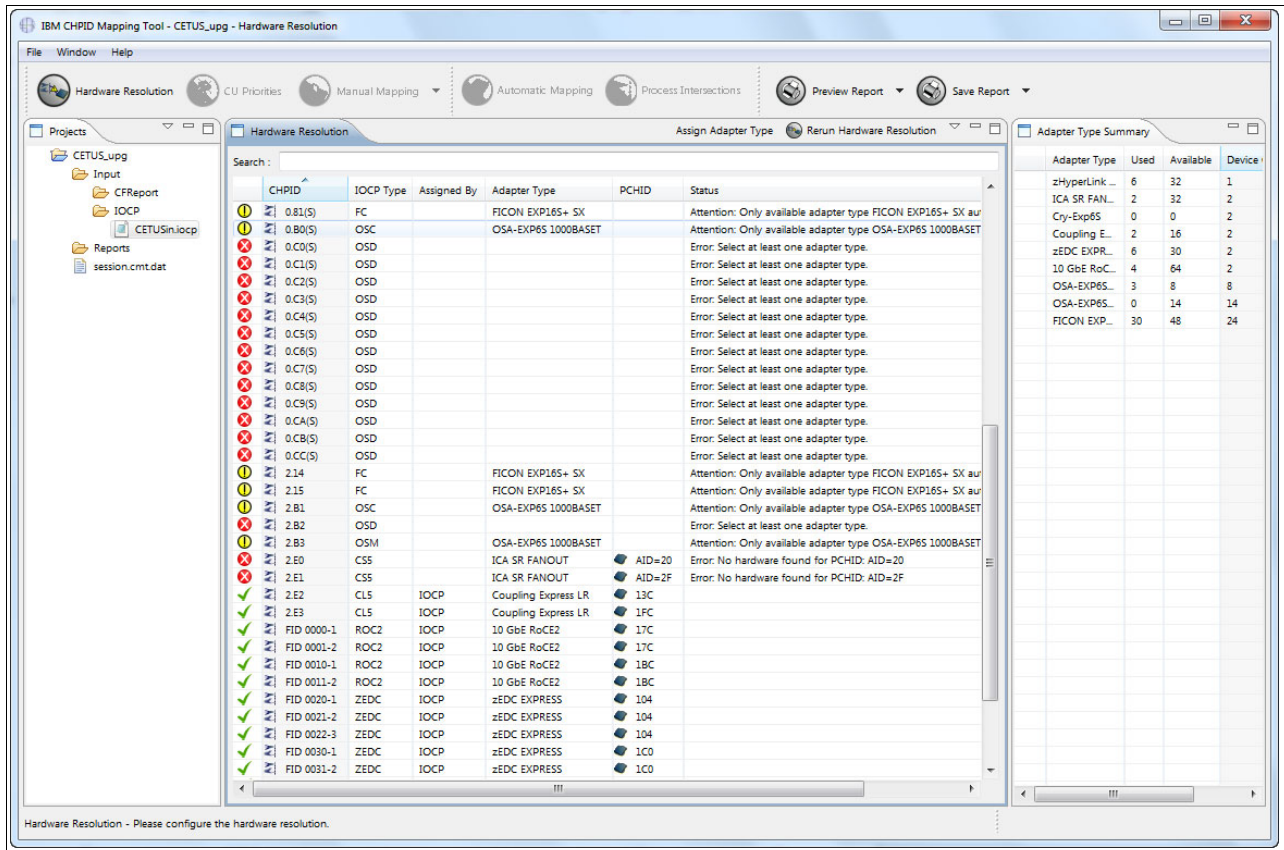 IBM CHPID Mapping Tool - CETUS_upg - Hardware Resolution
File Window Help
Hardware Resolution CU Priorities Manual Mapping Automatic Mapping Process Intersections Preview Report Save Report
Projects
CETUS_upg
Input
CFReport
IOCP
CETUSin.iocp
Reports
session.cmt.dat
Hardware Resolution Assign Adapter Type Rerun Hardware Resolution
Search :
CHPID IOCP Type Assigned By Adapter Type PCHID Status
0.81(S) FC FICON EXP16S+ SX Attention: Only available adapter type FICON EXP16S+ SX au
0.B0(S) OSC OSA-EXP6S 1000BASET Attention: Only available adapter type OSA-EXP6S 1000BASET
0.C0(S) OSD Error: Select at least one adapter type.
0.C1(S) OSD Error: Select at least one adapter type.
0.C2(S) OSD Error: Select at least one adapter type.
0.C3(S) OSD Error: Select at least one adapter type.
0.C4(S) OSD Error: Select at least one adapter type.
0.C5(S) OSD Error: Select at least one adapter type.
0.C6(S) OSD Error: Select at least one adapter type.
0.C7(S) OSD Error: Select at least one adapter type.
0.C8(S) OSD Error: Select at least one adapter type.
0.C9(S) OSD Error: Select at least one adapter type.
0.CA(S) OSD Error: Select at least one adapter type.
0.CB(S) OSD Error: Select at least one adapter type.
0.CC(S) OSD Error: Select at least one adapter type.
2.14 FC FICON EXP16S+ SX Attention: Only available adapter type FICON EXP16S+ SX au
2.15 FC FICON EXP16S+ SX Attention: Only available adapter type FICON EXP16S+ SX au
2.B1 OSC OSA-EXP6S 1000BASET Attention: Only available adapter type OSA-EXP6S 1000BASET
2.B2 OSD Error: Select at least one adapter type.
2.B3 OSM OSA-EXP6S 1000BASET Attention: Only available adapter type OSA-EXP6S 1000BASET
2.E0 CS5 ICA SR FANOUT AID=20 Error: No hardware found for PCHID: AID=20
2.E1 CS5 ICA SR FANOUT AID=2F Error: No hardware found for PCHID: AID=2F
2.E2 CL5 IOCP Coupling Express LR 13C
2.E3 CL5 IOCP Coupling Express LR 1FC
FID 0000-1 ROC2 IOCP 10 GbE RoCE2 17C
FID 0001-2 ROC2 IOCP 10 GbE RoCE2 17C
FID 0010-1 ROC2 IOCP 10 GbE RoCE2 1BC
FID 0011-2 ROC2 IOCP 10 GbE RoCE2 1BC
FID 0020-1 ZEDC IOCP zEDC EXPRESS 104
FID 0021-2 ZEDC IOCP zEDC EXPRESS 104
FID 0022-3 ZEDC IOCP zEDC EXPRESS 104
FID 0030-1 ZEDC IOCP zEDC EXPRESS 1C0
FID 0031-2 ZEDC IOCP zEDC EXPRESS 1C0
Adapter Type Summary
Adapter Type Used Available Device
zHyperLink ... 6 32 1
ICA SR FAN... 2 32 2
Cry-Exp6S 0 0 2
Coupling E... 2 16 2
zEDC EXPR... 6 30 2
10 GbE RoC... 4 64 2
OSA-EXP6S... 3 8 8
OSA-EXP6S... 0 14 14
FICON EXP... 30 48 24
Hardware Resolution - Please configure the hardware resolution.